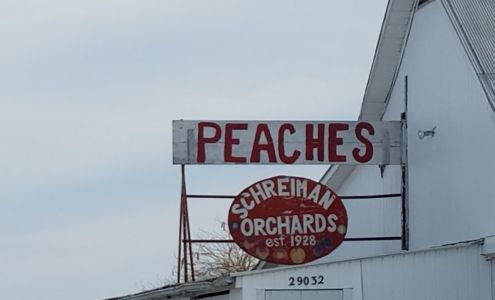 PEACHES
SCHREIMAN
ORCHARDS
est. 1928
29032